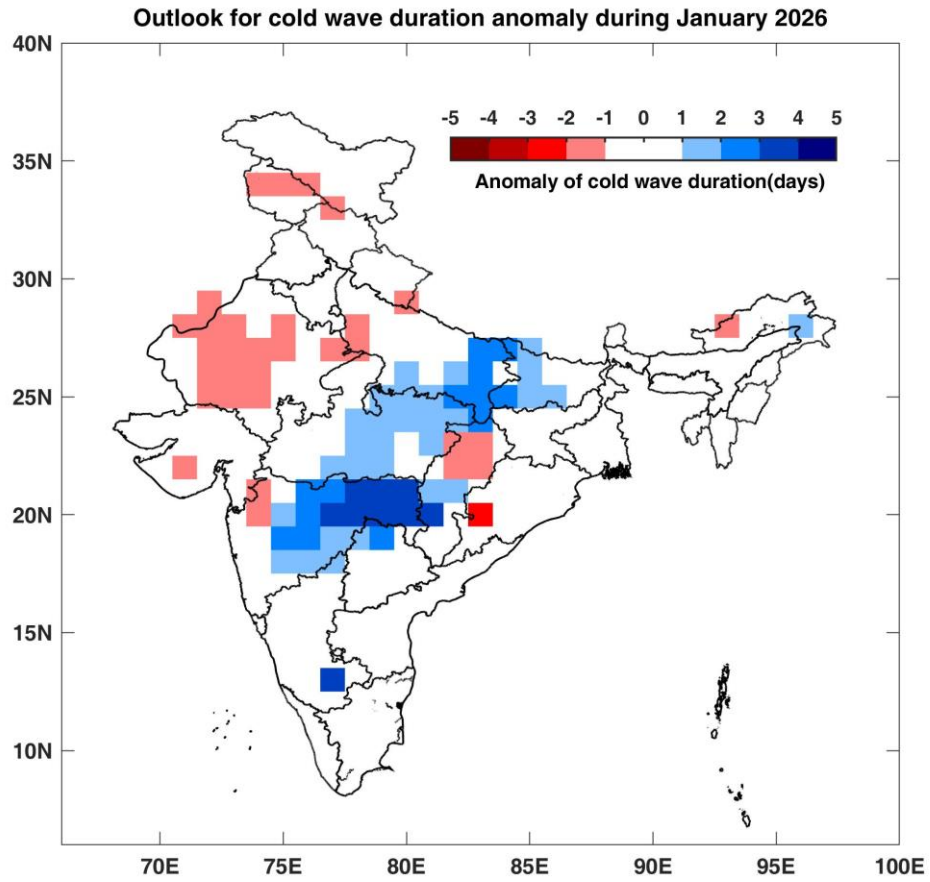 Outlook for cold wave duration anomaly during January 2026
40N
35N
30N
25N
20N
15N
10N
-5 -4 -3 -2 -1 0 1 2 3 4 5
Anomaly of cold wave duration(days)
70E 75E 80E 85E 90E 95E 100E